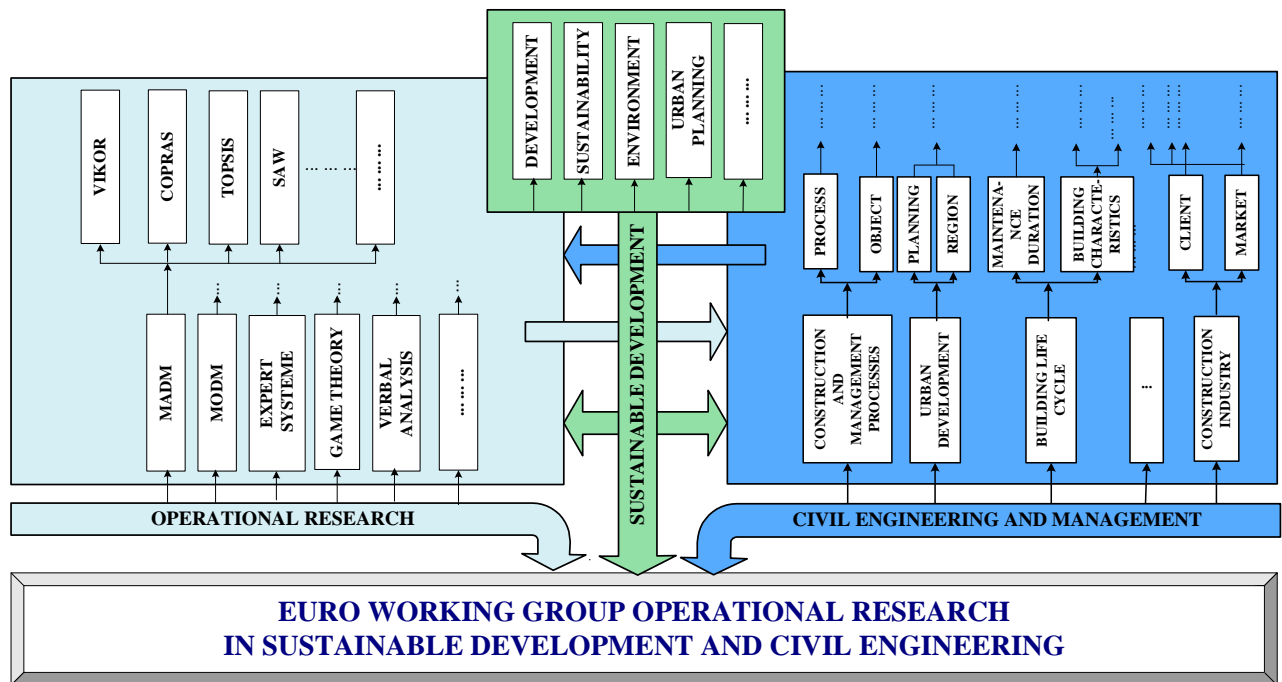 DEVELOPMENT
SUSTAINABILITY
ENVIRONMENT
URBAN
PLANNING
... ... ...
VIKOR
COPRAS
TOPSIS
SAW
... ... ... ...
... ... ...
MADM
...
MODM
...
EXPERT
SYSTEME
...
GAME THEORY
...
VERBAL
ANALYSIS
...
... ... ...
OPERATIONAL RESEARCH
SUSTAINABLE DEVELOPMENT
PROCESS
OBJECT
PLANNING
REGION
MAINTENA-
NCE
DURATION
BUILDING
CHARACTE-
RISTICS
CLIENT
MARKET
CONSTRUCTION
AND
MANAGEMENT
PROCESSES
URBAN
DEVELOPMENT
BUILDING LIFE
CYCLE
...
CONSTRUCTION
INDUSTRY
CIVIL ENGINEERING AND MANAGEMENT
EURO WORKING GROUP OPERATIONAL RESEARCH
IN SUSTAINABLE DEVELOPMENT AND CIVIL ENGINEERING